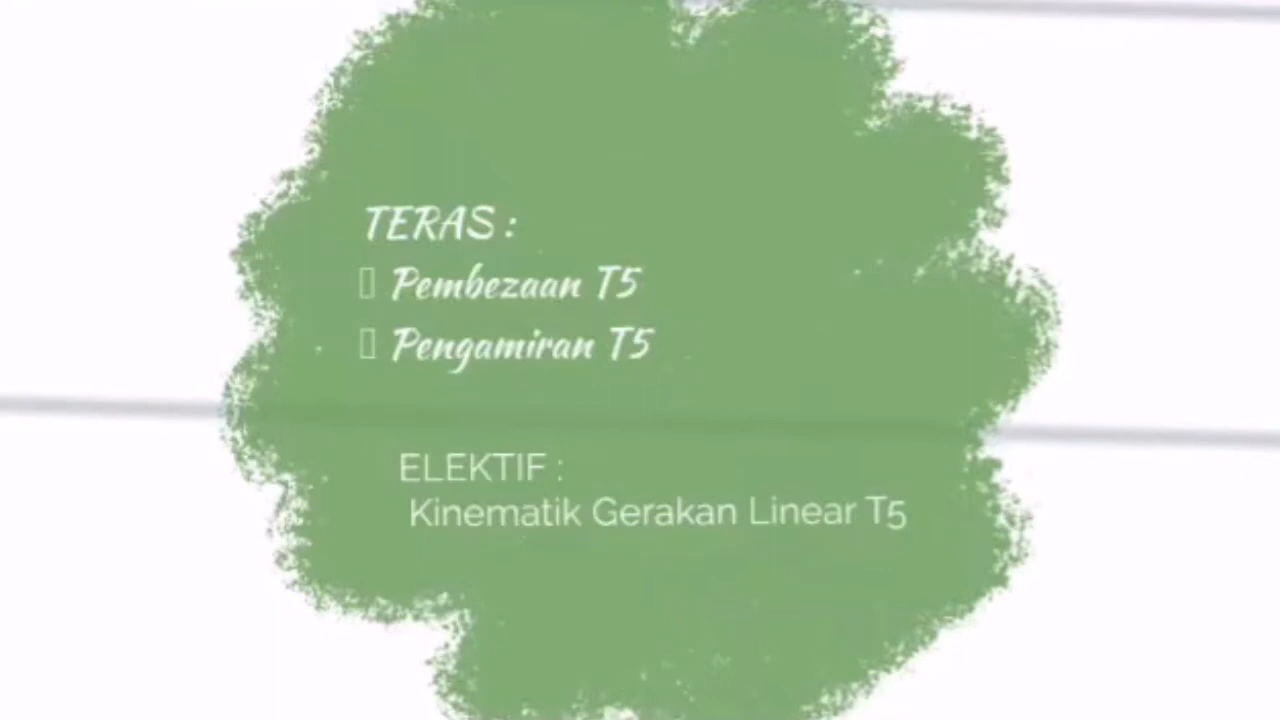 TERAS :
Pembezaan T5
Pengamiran T5
ELEKTIF :
Kinematik Gerakan Linear T5